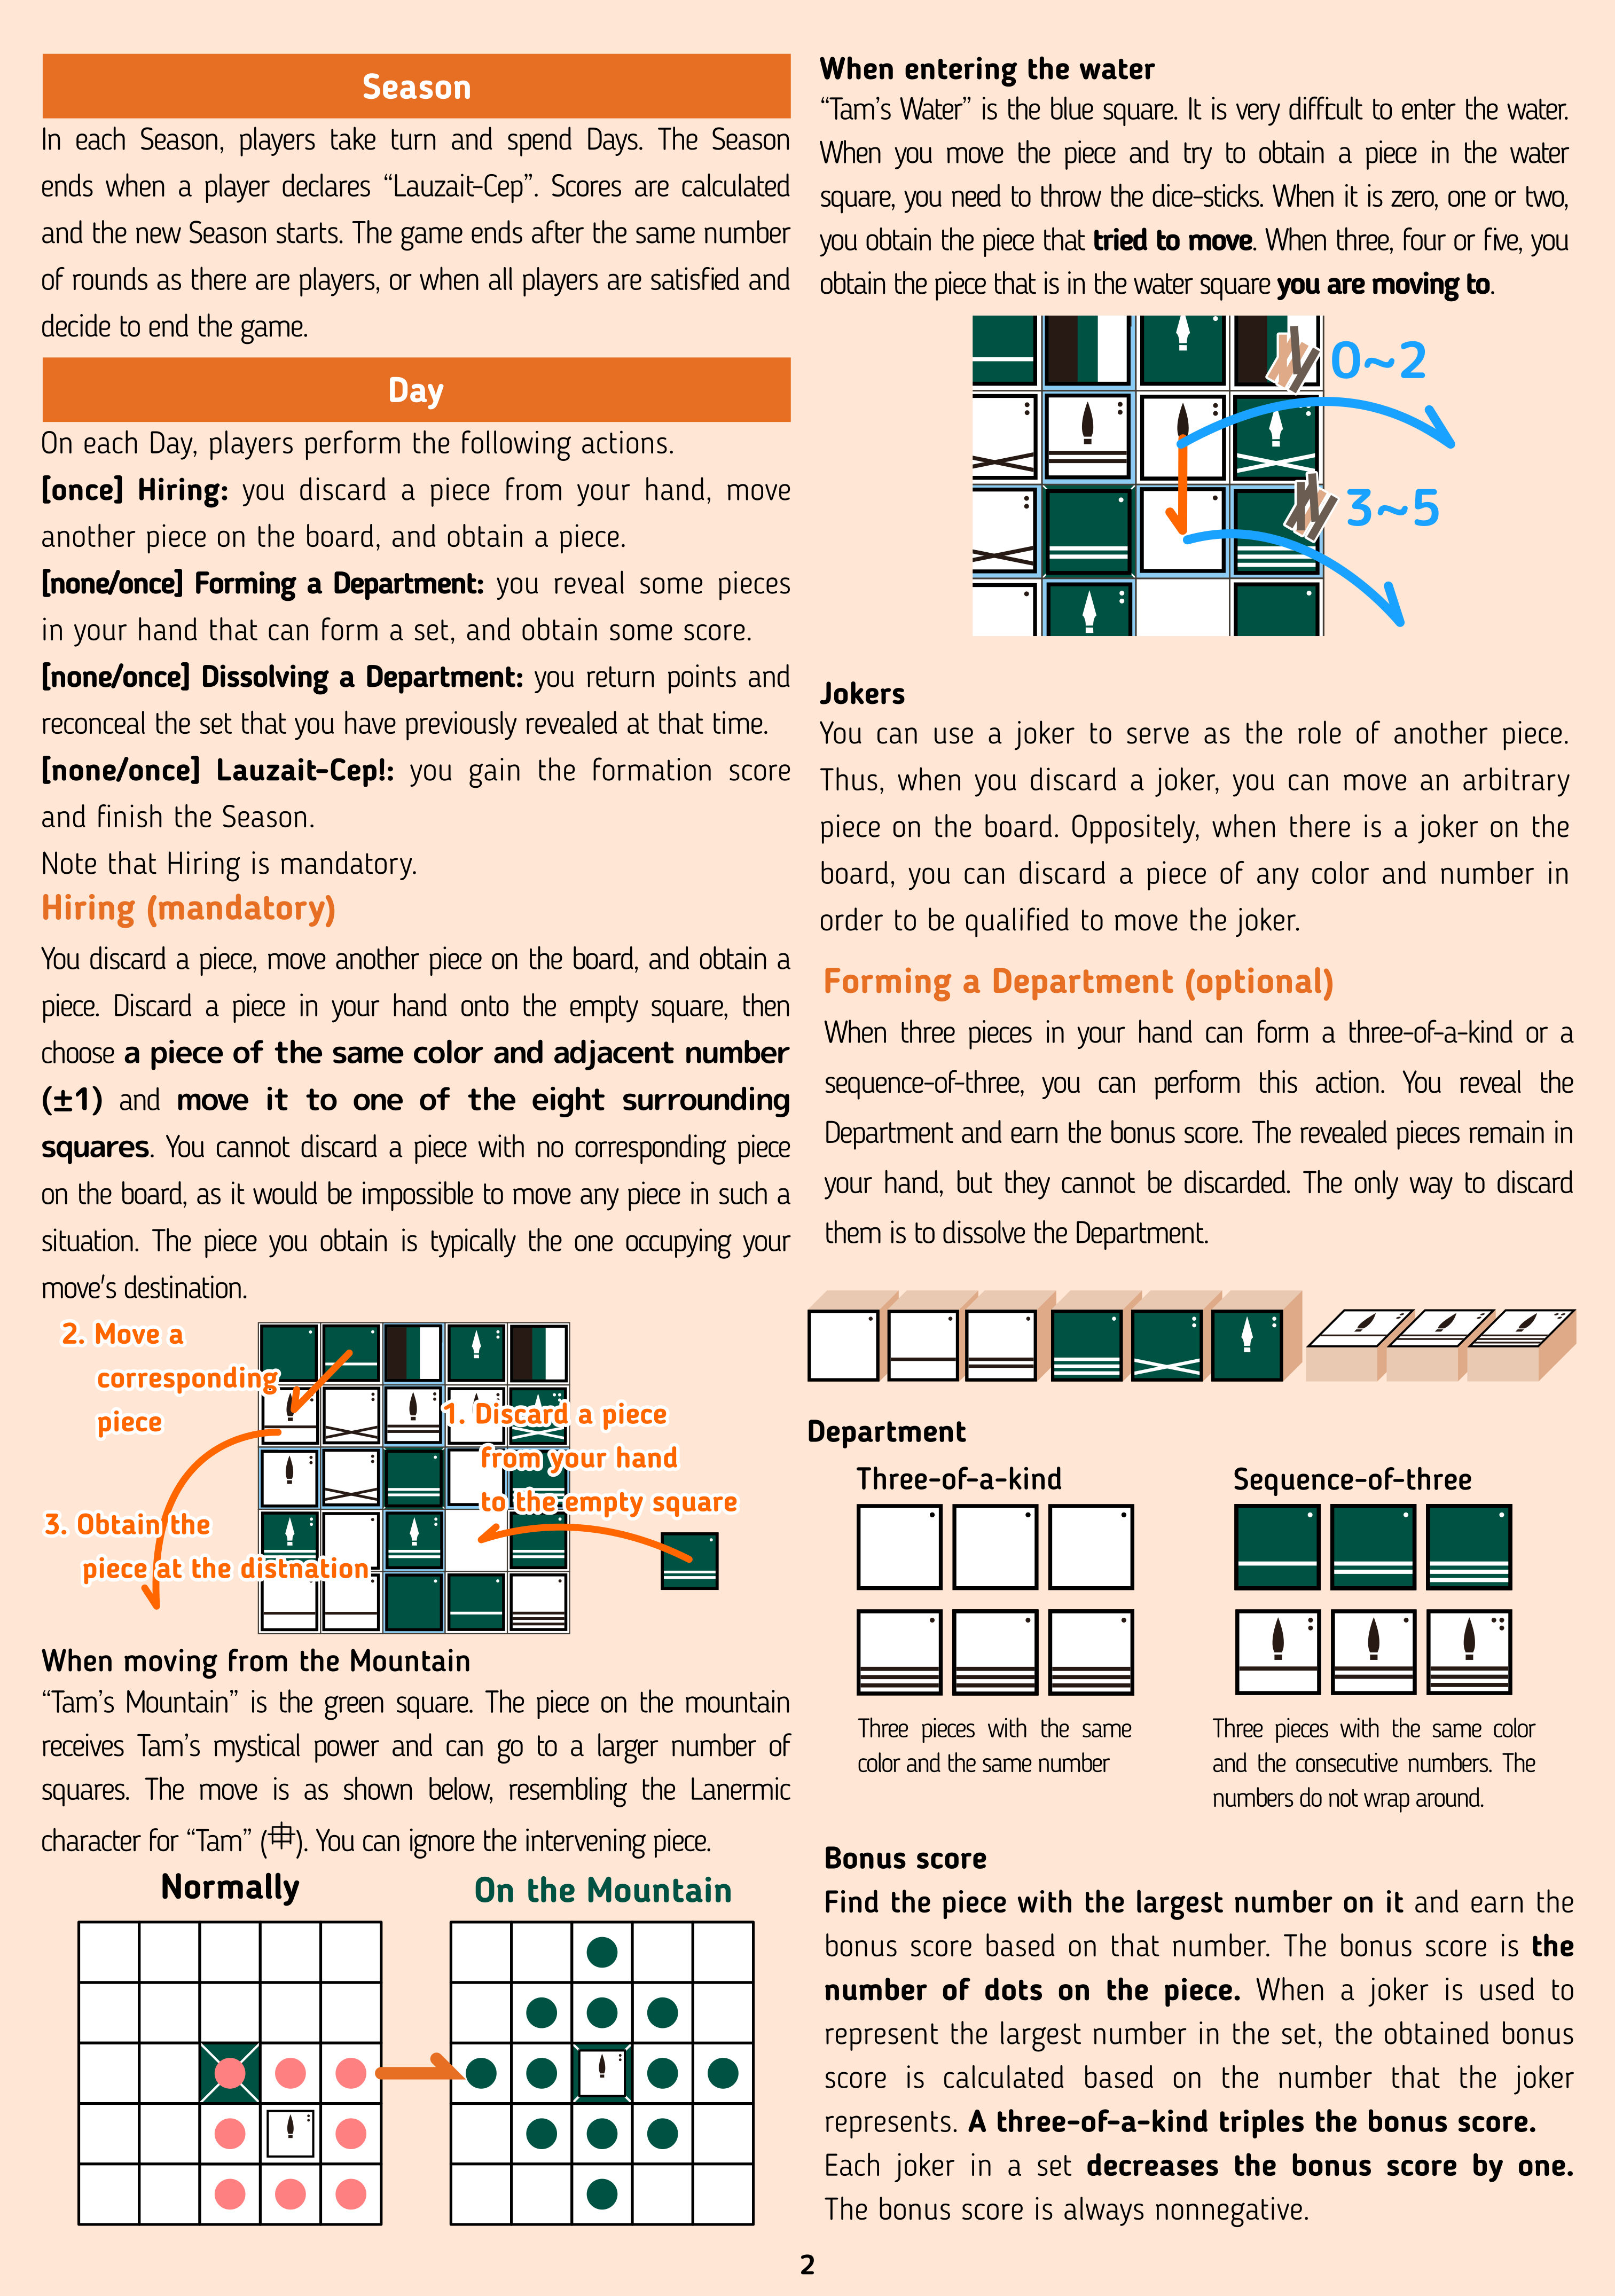 Season
In each Season, players take turn and spend Days. The Season
ends when a player declares “Lauzait-Cep”. Scores are calculated
and the new Season starts. The game ends after the same number
of rounds as there are players, or when all players are satisfied and
decide to end the game.
Day
On each Day, players perform the following actions.
[once] Hiring: you discard a piece from your hand, move
another piece on the board, and obtain a piece.
[none/once] Forming a Department: you reveal some pieces
in your hand that can form a set, and obtain some score.
[none/once] Dissolving a Department: you return points and
reconceal the set that you have previously revealed at that time.
[none/once] Lauzait-Cep!: you gain the formation score
and finish the Season.
Note that Hiring is mandatory.
Hiring (mandatory)
You discard a piece, move another piece on the board, and obtain a
piece. Discard a piece in your hand onto the empty square, then
choose a piece of the same color and adjacent number
(±1) and move it to one of the eight surrounding
squares. You cannot discard a piece with no corresponding piece
on the board, as it would be impossible to move any piece in such a
situation. The piece you obtain is typically the one occupying your
move's destination.
2. Move a
corresponding
piece
1. Discard a piece
from your hand
to the empty square
3. Obtain the
piece at the distnation
When moving from the Mountain
“Tam’s Mountain” is the green square. The piece on the mountain
receives Tam’s mystical power and can go to a larger number of
squares. The move is as shown below, resembling the Lanermic
character for “Tam” (). You can ignore the intervening piece.
Normally
On the Mountain
When entering the water
“Tam’s Water” is the blue square. It is very difficult to enter the water.
When you move the piece and try to obtain a piece in the water
square, you need to throw the dice-sticks. When it is zero, one or two,
you obtain the piece that tried to move. When three, four or five, you
obtain the piece that is in the water square you are moving to.
0~2
3~5
Jokers
You can use a joker to serve as the role of another piece.
Thus, when you discard a joker, you can move an arbitrary
piece on the board. Oppositely, when there is a joker on the
board, you can discard a piece of any color and number in
order to be qualified to move the joker.
Forming a Department (optional)
When three pieces in your hand can form a three-of-a-kind or a
sequence-of-three, you can perform this action. You reveal the
Department and earn the bonus score. The revealed pieces remain in
your hand, but they cannot be discarded. The only way to discard
them is to dissolve the Department.
Department
Three-of-a-kind
Three pieces with the same
color and the same number
Sequence-of-three
Three pieces with the same color
and the consecutive numbers. The
numbers do not wrap around.
Bonus score
Find the piece with the largest number on it and earn the
bonus score based on that number. The bonus score is the
number of dots on the piece. When a joker is used to
represent the largest number in the set, the obtained bonus
score is calculated based on the number that the joker
represents. A three-of-a-kind triples the bonus score.
Each joker in a set decreases the bonus score by one.
The bonus score is always nonnegative.
2